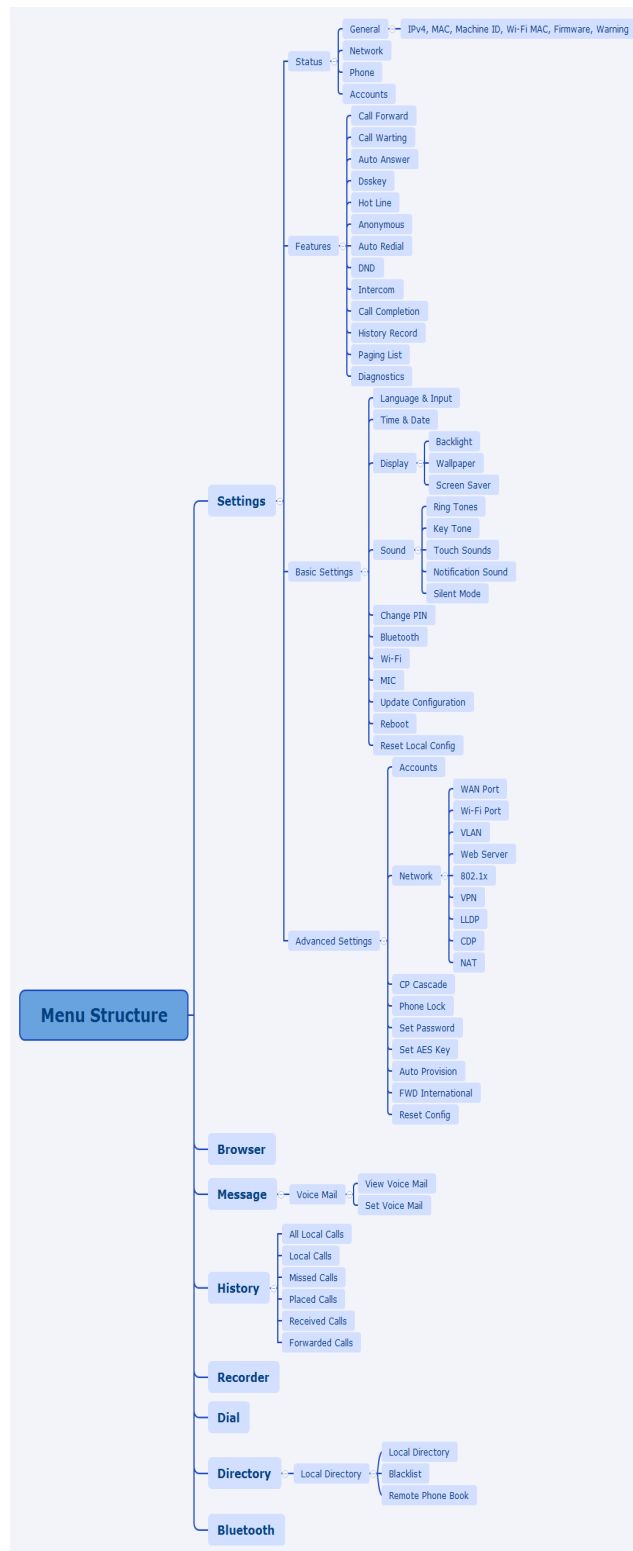 Menu Structure
Settings
Status
General
IPv4, MAC, Machine ID, Wi-Fi MAC, Firmware, Warning
Network
Phone
Accounts
Features
Call Forward
Call Warting
Auto Answer
Dsskey
Hot Line
Anonymous
Auto Redial
DND
Intercom
Call Completion
History Record
Paging List
Diagnostics
Basic Settings
Language & Input
Time & Date
Display
Backlight
Wallpaper
Screen Saver
Sound
Ring Tones
Key Tone
Touch Sounds
Notification Sound
Silent Mode
Change PIN
Bluetooth
Wi-Fi
MIC
Update Configuration
Reboot
Reset Local Config
Advanced Settings
Accounts
Network
WAN Port
Wi-Fi Port
VLAN
Web Server
802.1x
VPN
LLDP
CDP
NAT
CP Cascade
Phone Lock
Set Password
Set AES Key
Auto Provision
FWD International
Reset Config
Browser
Message
Voice Mail
View Voice Mail
Set Voice Mail
History
All Local Calls
Local Calls
Missed Calls
Placed Calls
Received Calls
Forwarded Calls
Recorder
Dial
Directory
Local Directory
Local Directory
Blacklist
Remote Phone Book
Bluetooth